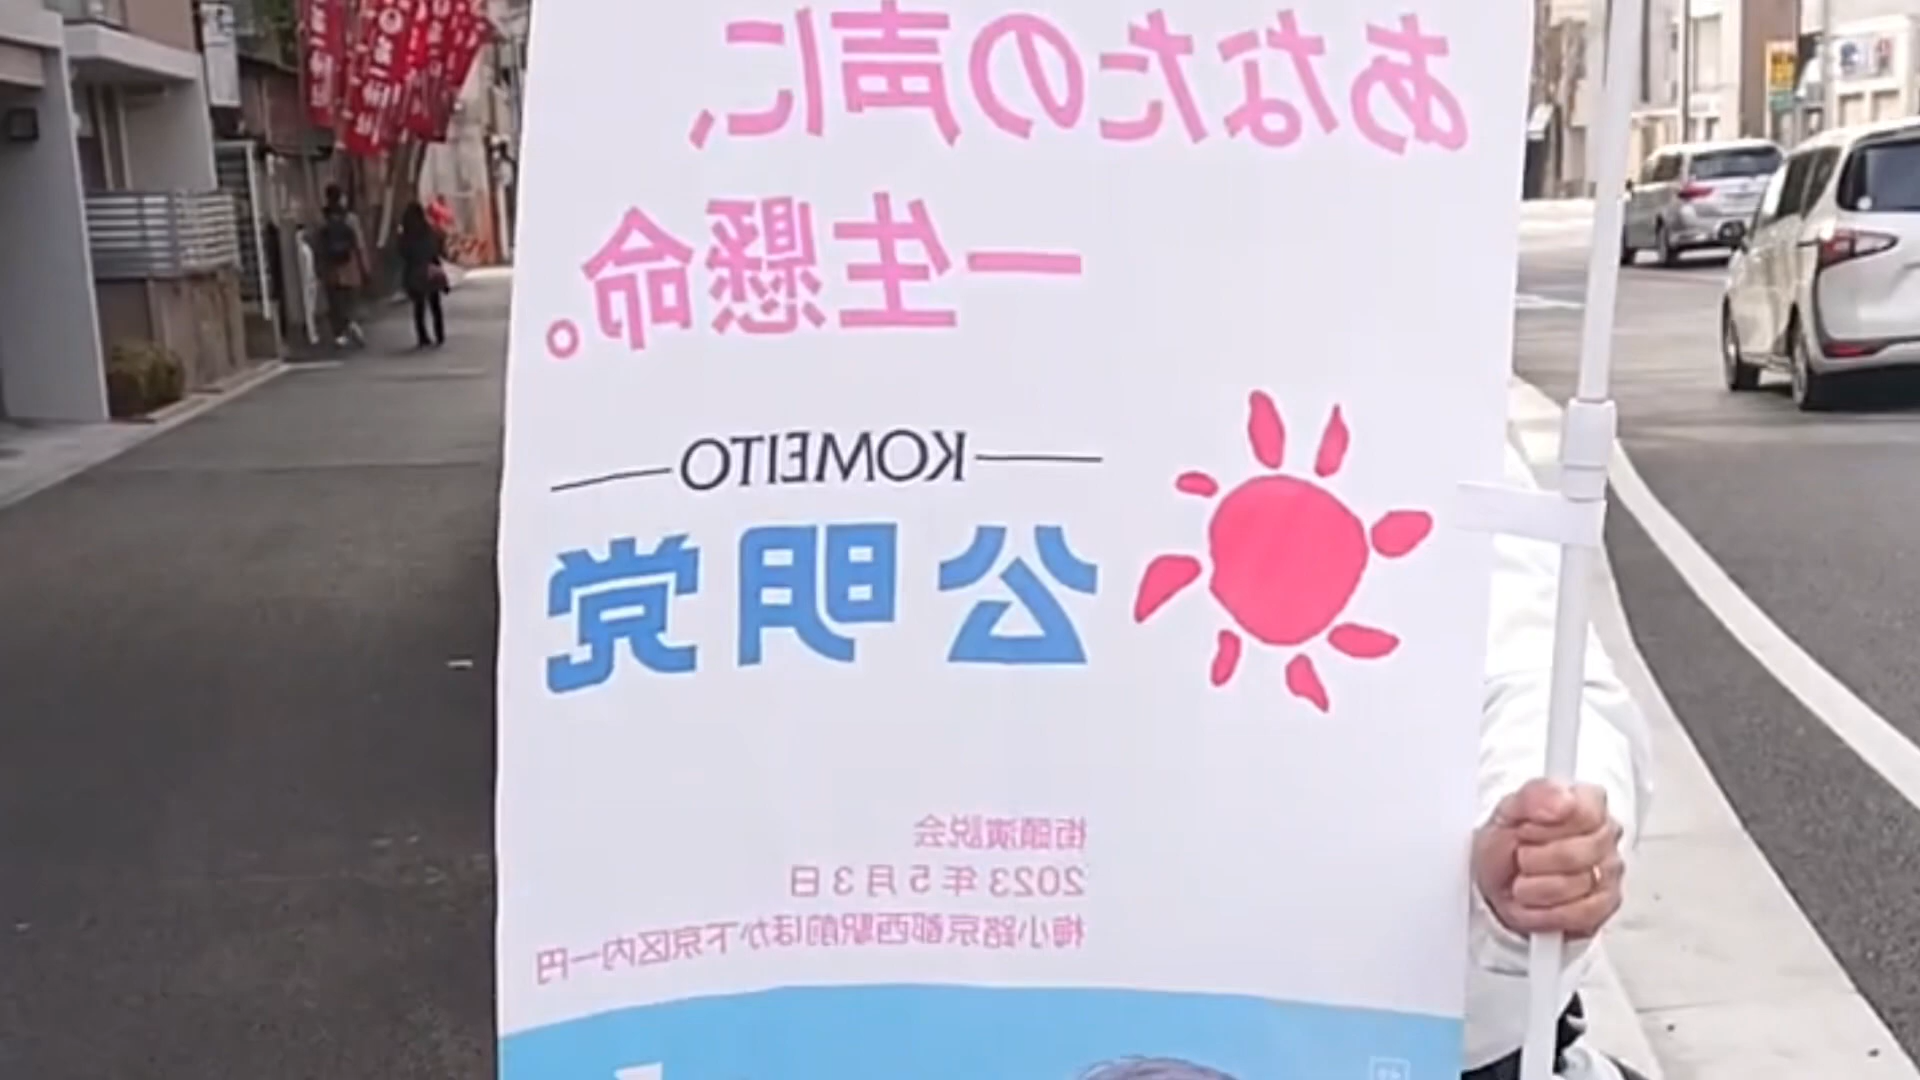 あなたの声に、
一生懸命。
KOMEITO
公明党
街頭演説会
2023年5月3日
梅小路京都西駅前ほか下京区内一円